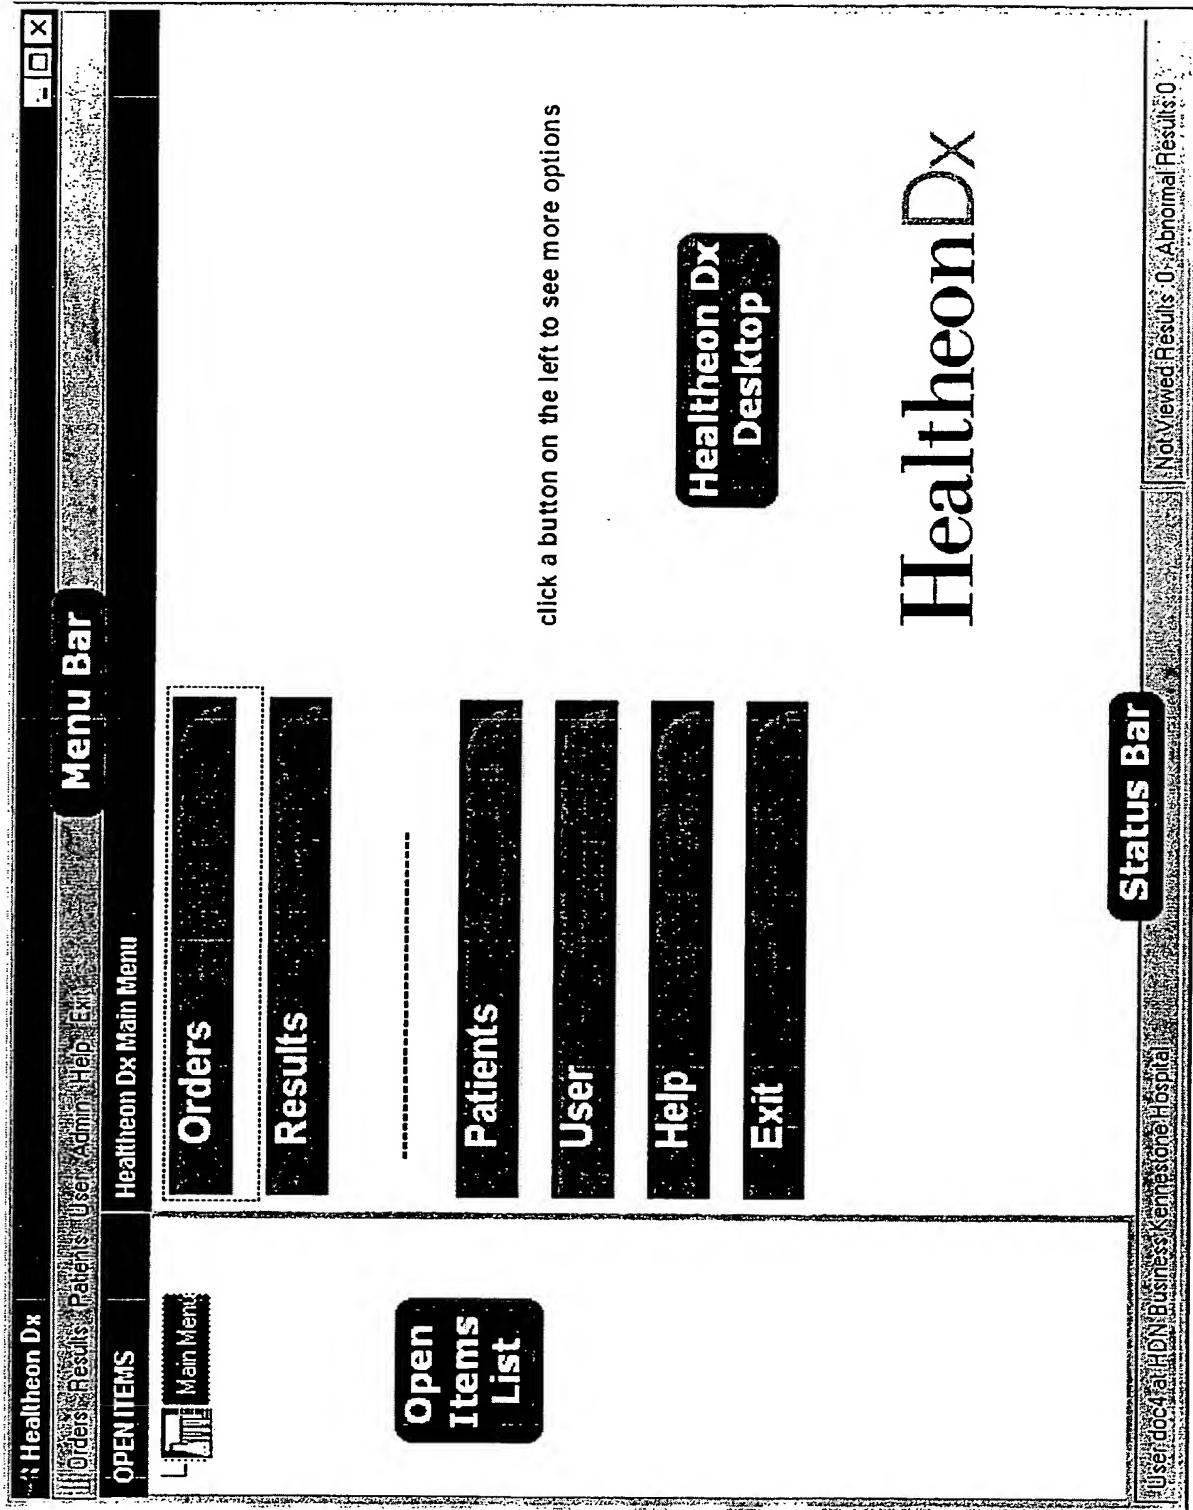 Healtheon Dx
Orders Results Patients User Admin Help Exit
Menu Bar
OPEN ITEMS
Healtheon Dx Main Menu
Main Menu
Orders
Results
Open
Items
List
Patients
User
Help
Exit
click a button on the left to see more options
Healtheon Dx
Desktop
HealtheonDx
Status Bar
User doc4, at HDN Business Kennestone Hospital
Not Viewed Results :0 Abnormal Results:0